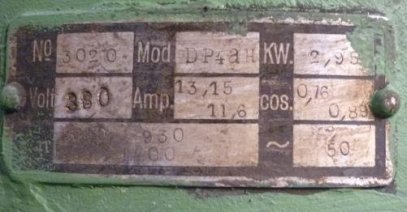 No 3020 Mod DP4aH KW. 2,95
Volt 380 Amp. 13,15 cos. 0,76
11,6 0,89
930 ~ 50